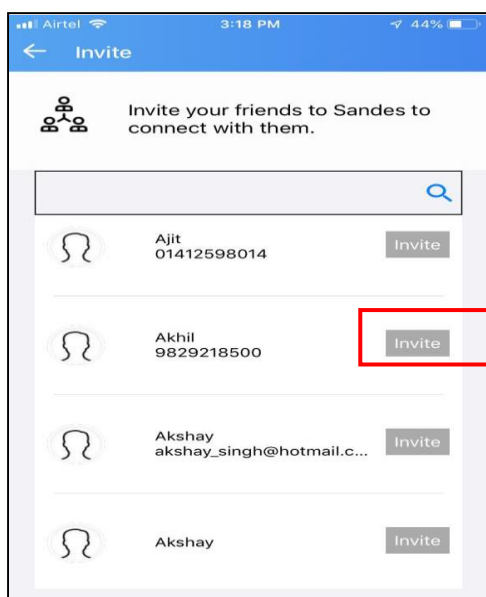 Airtel 3:18 PM 44%
Invite
Invite your friends to Sandes to
connect with them.
Ajit
01412598014
Invite
Akhil
9829218500
Invite
Akshay
akshay_singh@hotmail.c...
Invite
Akshay
Invite